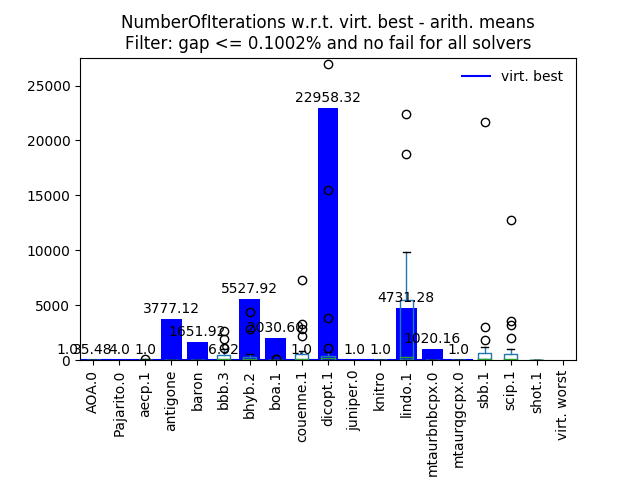 NumberOfIterations w.r.t. virt. best - arith. means
Filter: gap <= 0.1002% and no fail for all solvers
virt. best
25000
20000
15000
10000
5000
0
22958.32
5527.92
4731.28
3777.12
1651.92
2030.60
1020.16
1.0
35.48
4.0
1.0
1.0
1.0
1.0
1.0
AOA.0
Pajarito.0
aecp.1
antigone
baron
bbb.3
bhyb.2
boa.1
couenne.1
dicopt.1
juniper.0
knitro
lindo.1
mtaurbnbcpx.0
mtaurqgcpx.0
sbb.1
scip.1
shot.1
virt. worst